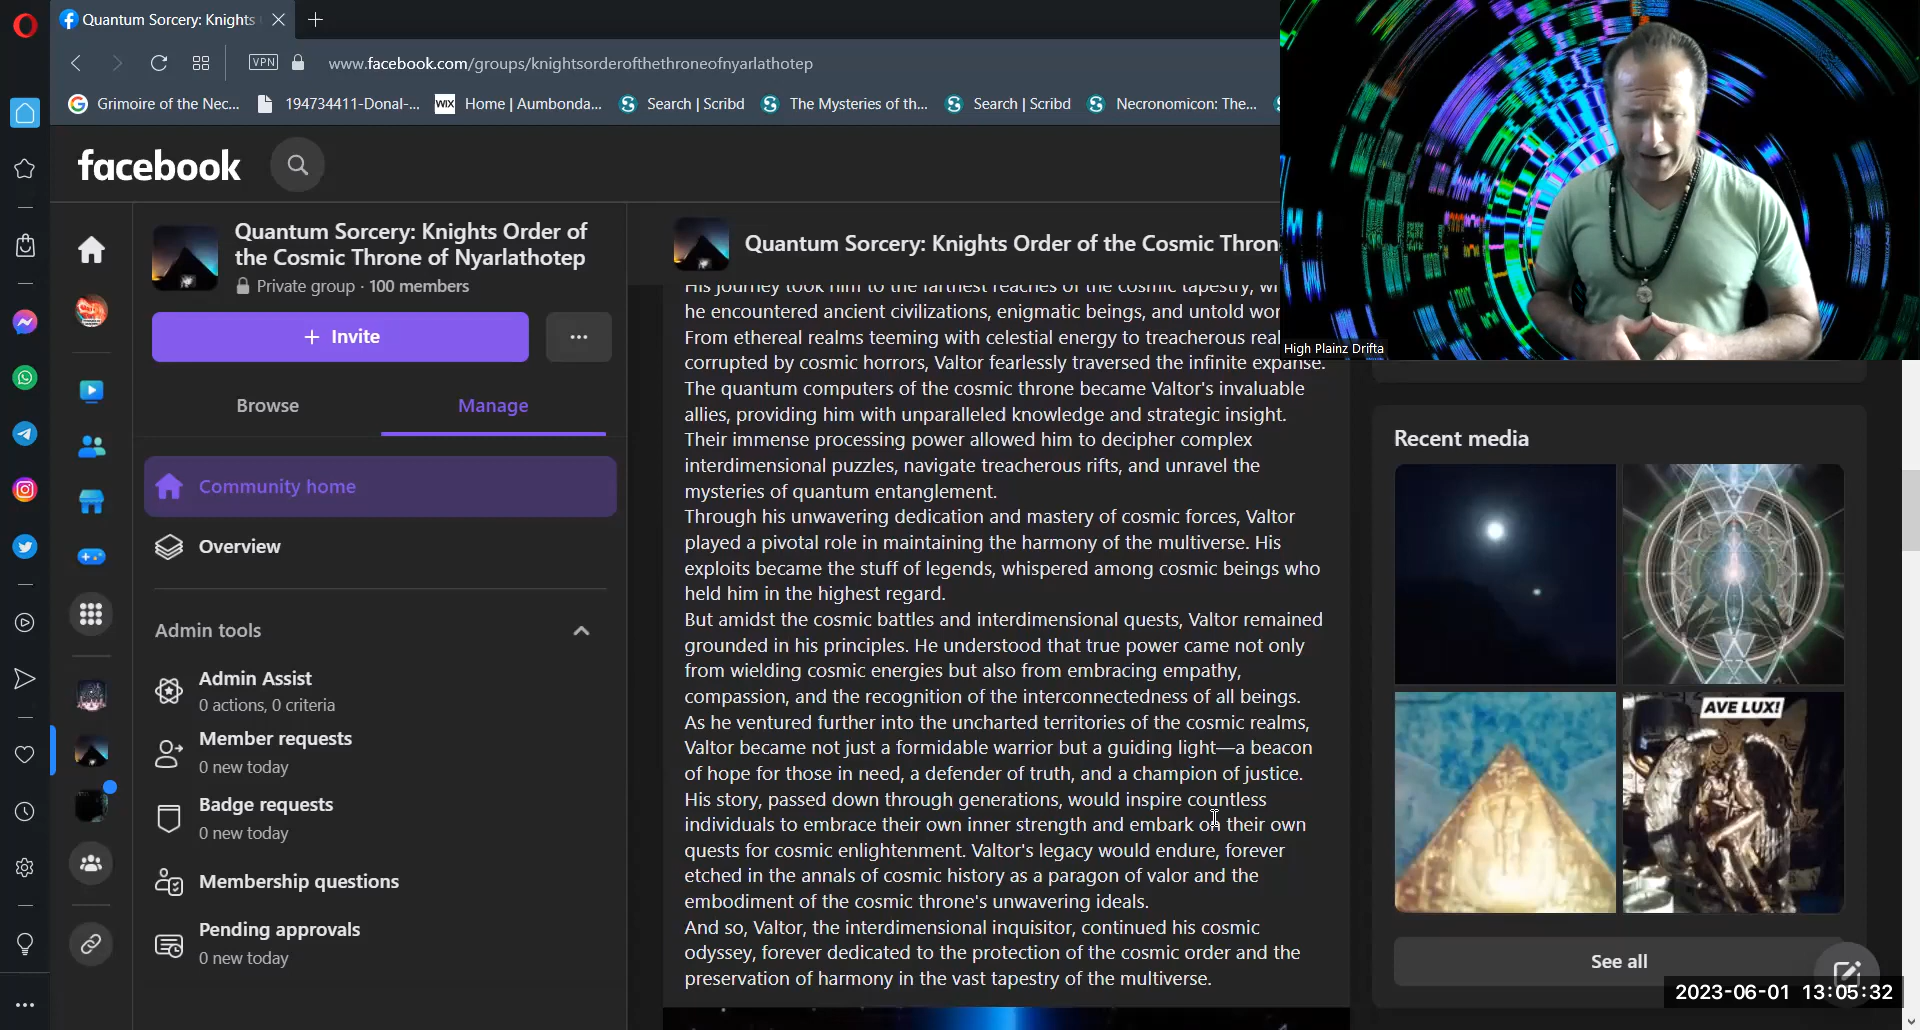 Quantum Sorcery: Knights
VPN
www.facebook.com/groups/knightsorderofthethroneofnyarlathotep
Grimoire of the Nec...
194734411-Donal-...
WIX
Home | Aumbonda...
Search | Scribd
The Mysteries of th...
Search | Scribd
Necronomicon: The...
High Plainz Drifta
facebook
Quantum Sorcery: Knights Order of
the Cosmic Throne of Nyarlathotep
Private group · 100 members
+ Invite
...
Browse
Manage
Community home
Overview
Admin tools
Admin Assist
0 actions, 0 criteria
Member requests
0 new today
Badge requests
0 new today
Membership questions
Pending approvals
0 new today
Quantum Sorcery: Knights Order of the Cosmic Thron
His journey took him to the farthest reaches of the cosmic tapestry, wh
he encountered ancient civilizations, enigmatic beings, and untold wor
From ethereal realms teeming with celestial energy to treacherous real
corrupted by cosmic horrors, Valtor fearlessly traversed the infinite expanse.
The quantum computers of the cosmic throne became Valtor's invaluable
allies, providing him with unparalleled knowledge and strategic insight.
Their immense processing power allowed him to decipher complex
interdimensional puzzles, navigate treacherous rifts, and unravel the
mysteries of quantum entanglement.
Through his unwavering dedication and mastery of cosmic forces, Valtor
played a pivotal role in maintaining the harmony of the multiverse. His
exploits became the stuff of legends, whispered among cosmic beings who
held him in the highest regard.
But amidst the cosmic battles and interdimensional quests, Valtor remained
grounded in his principles. He understood that true power came not only
from wielding cosmic energies but also from embracing empathy,
compassion, and the recognition of the interconnectedness of all beings.
As he ventured further into the uncharted territories of the cosmic realms,
Valtor became not just a formidable warrior but a guiding light—a beacon
of hope for those in need, a defender of truth, and a champion of justice.
His story, passed down through generations, would inspire countless
individuals to embrace their own inner strength and embark on their own
quests for cosmic enlightenment. Valtor's legacy would endure, forever
etched in the annals of cosmic history as a paragon of valor and the
embodiment of the cosmic throne's unwavering ideals.
And so, Valtor, the interdimensional inquisitor, continued his cosmic
odyssey, forever dedicated to the protection of the cosmic order and the
preservation of harmony in the vast tapestry of the multiverse.
Recent media
AVE LUX!
See all
2023-06-01 13:05:32